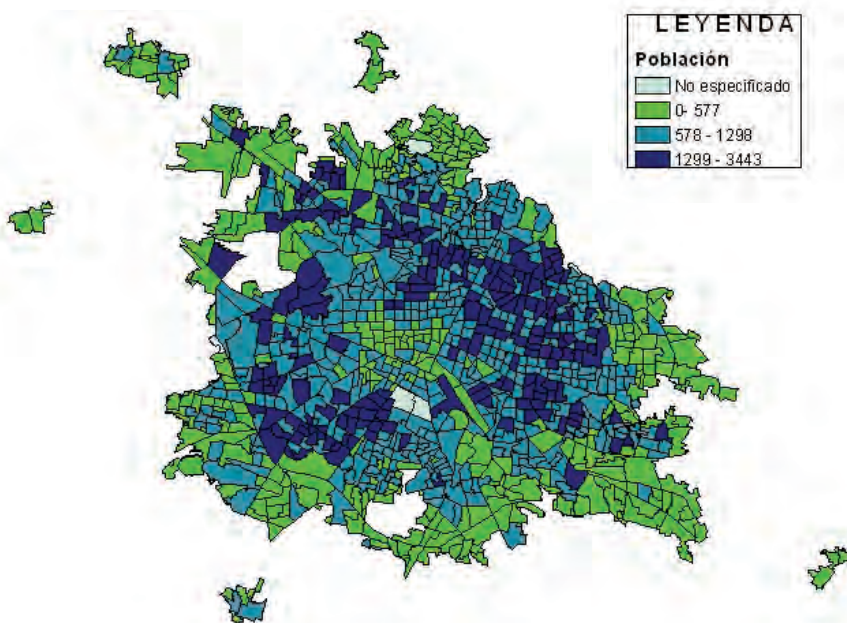 LEYENDA
Población
No especificado
0- 577
578 - 1298
1299 - 3443